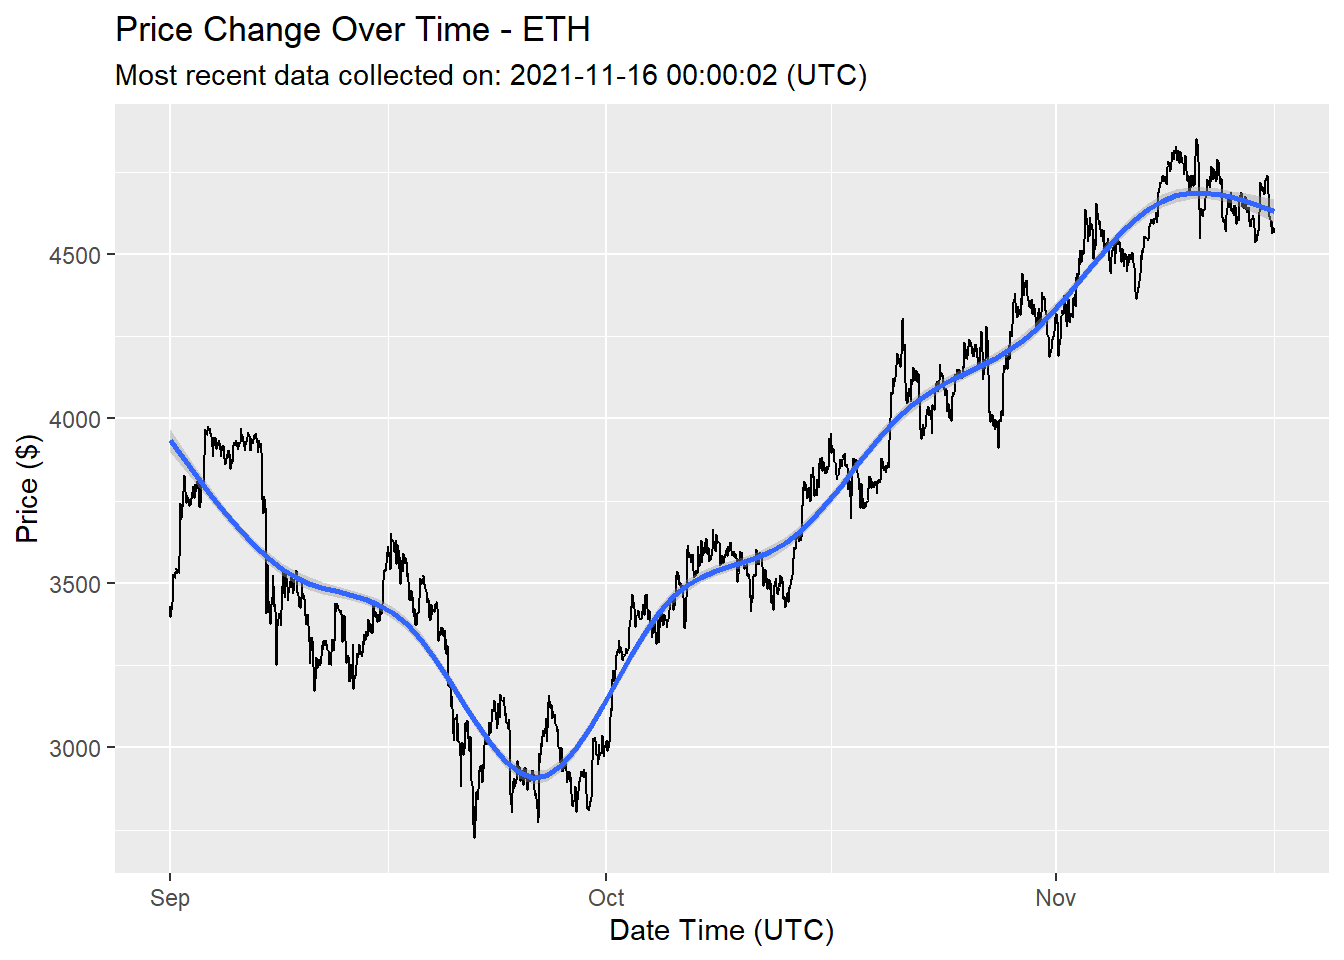 Price Change Over Time - ETH
Most recent data collected on: 2021-11-16 00:00:02 (UTC)
Price ($)
4500
4000
3500
3000
Sep Oct Nov
Date Time (UTC)